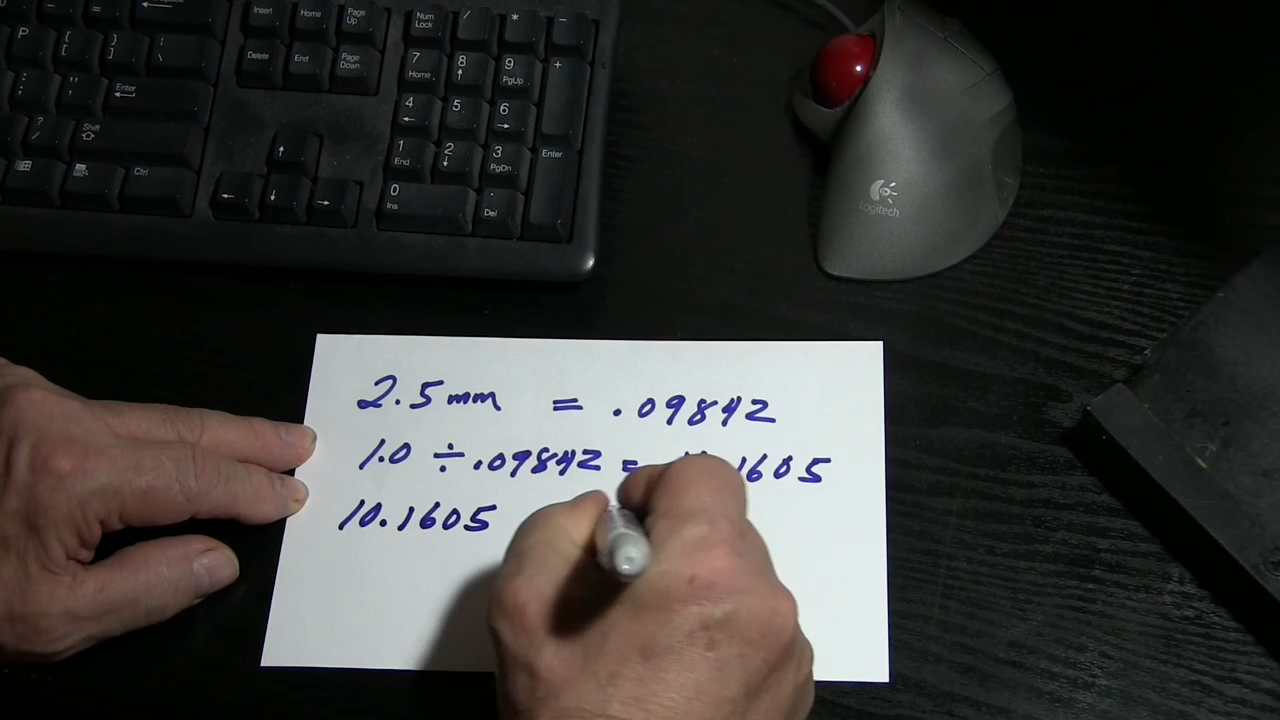 Insert Home Page Up Num Lock / * -
P { [ } ] | \ Delete End Page Down 7 Home 8 9 PgUp +
: ; " ' Enter 4 5 6
? / Shift 1 End 2 3 PgDn Enter
Ctrl 0 Ins . Del
Logitech
2.5mm = .09842
1.0 ÷ .09842 = .1605
10.1605